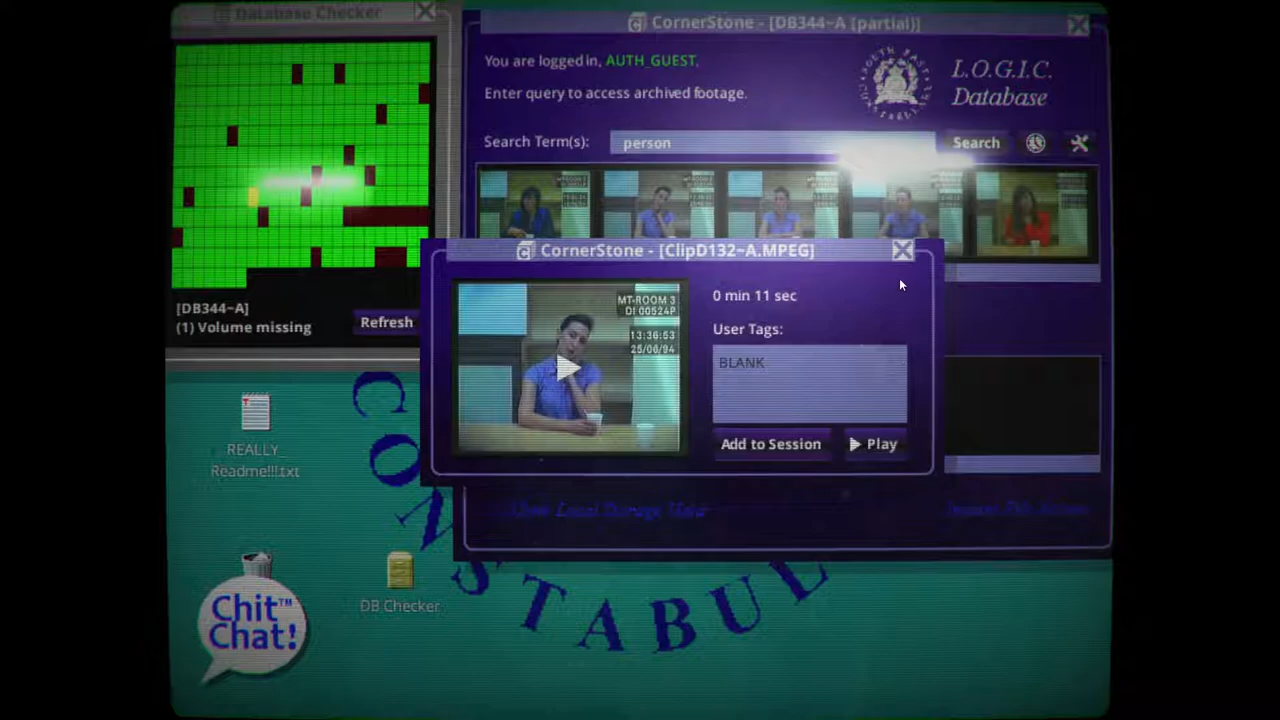 Database Checker
[DB344~A]
(1) Volume missing
Refresh
CornerStone - [DB344~A (partial)]
You are logged in, AUTH_GUEST.
Enter query to access archived footage.
SOUTH EAST
L.O.G.I.C.
Database
Search Term(s):
person
Search
CornerStone - [ClipD132~A.MPEG]
MT-ROOM 3
DI 00524P
13:36:53
25/06/94
0 min 11 sec
User Tags:
BLANK
Add to Session
Play
REALLY_
Readme!!!.txt
Chit™
Chat!
DB Checker
CONSTABUL